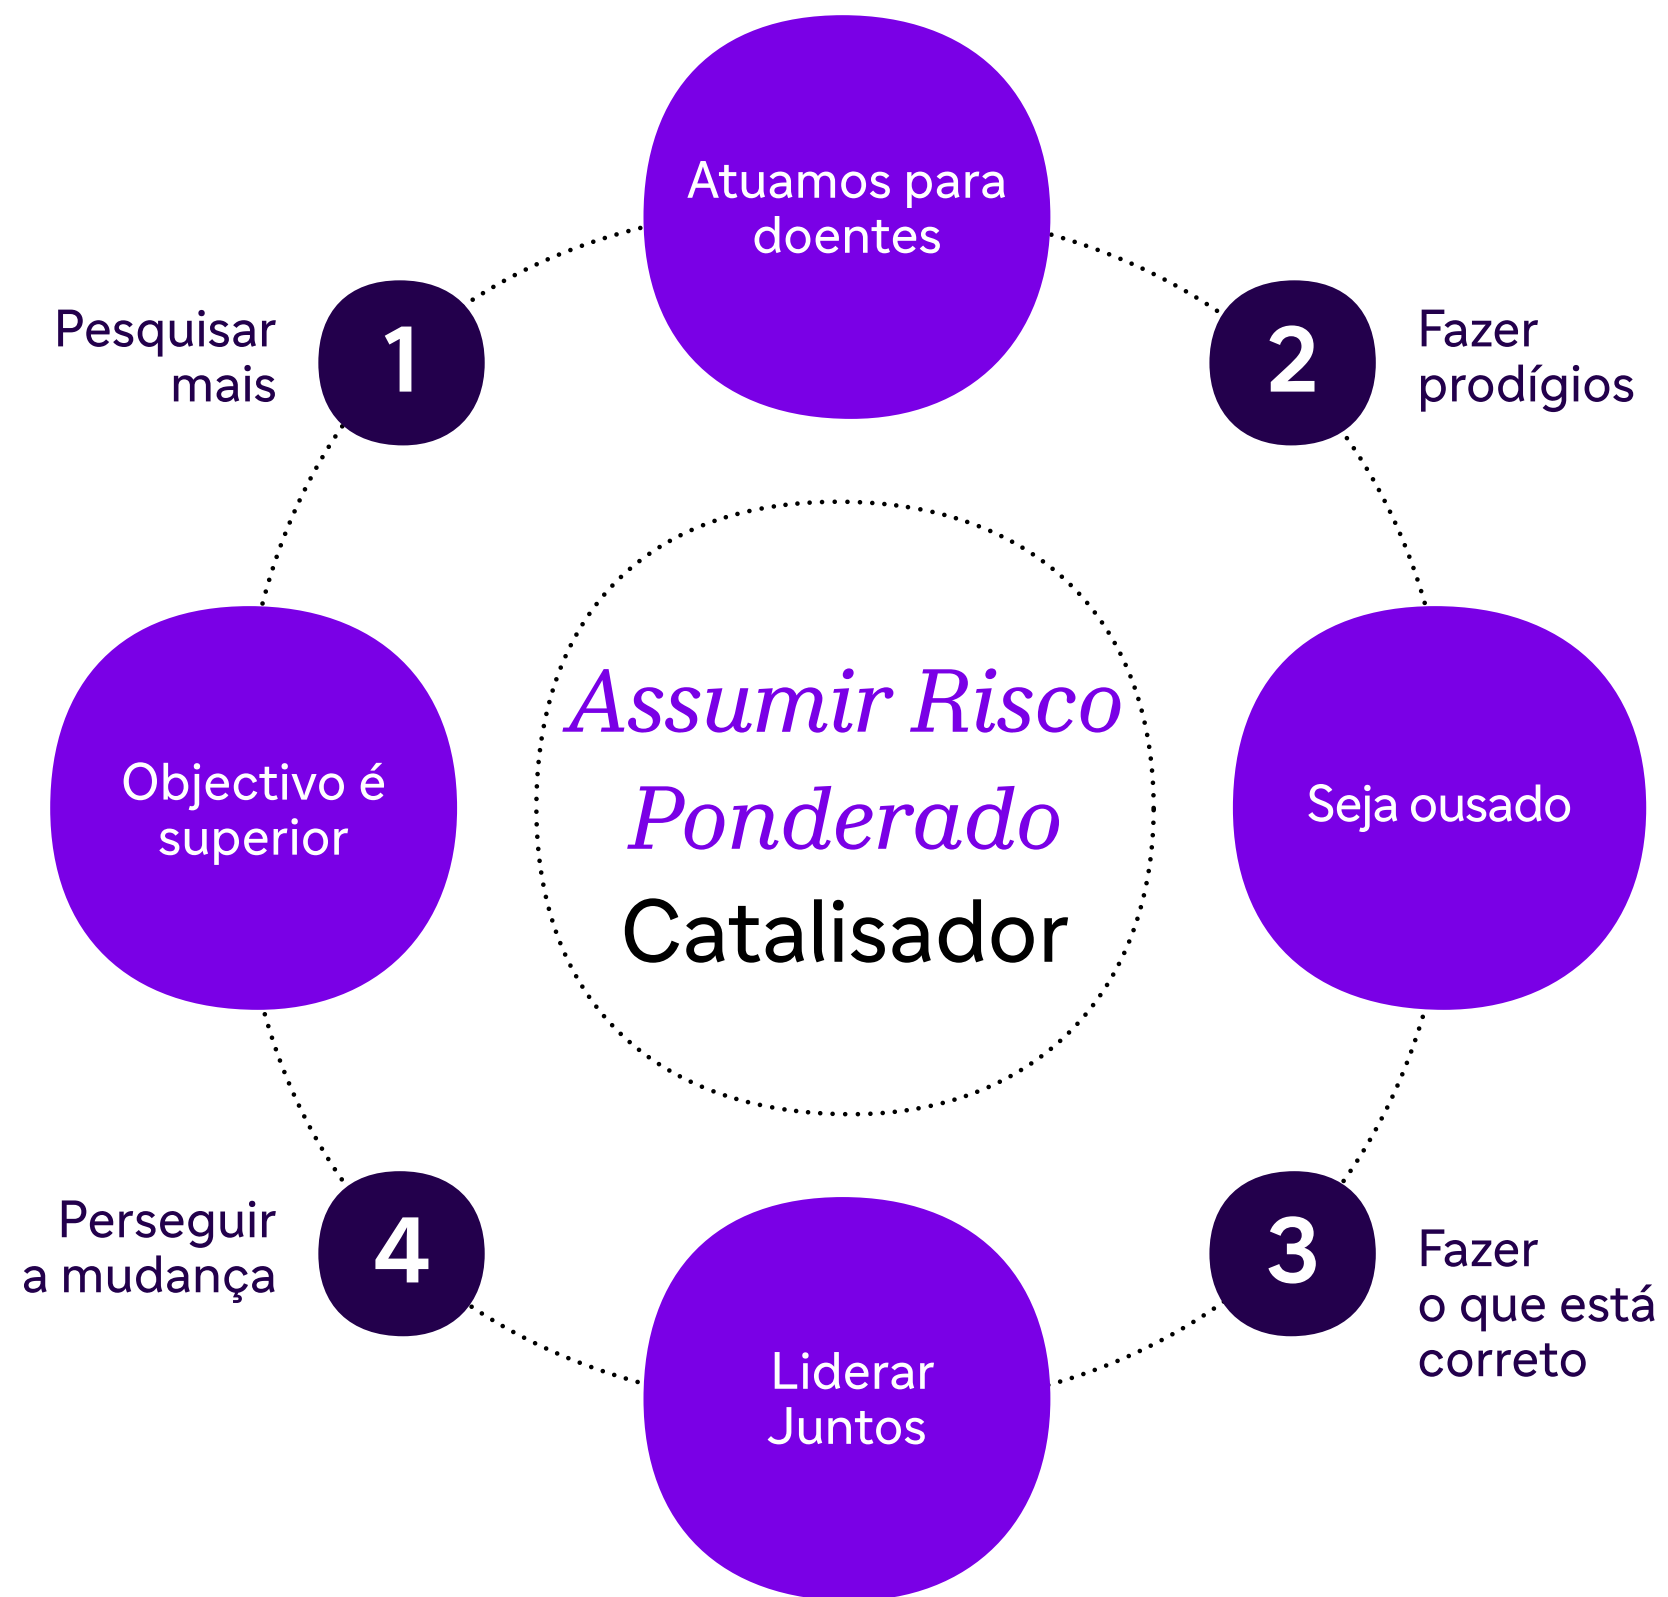 Atuamos para
doentes
Pesquisar
mais
1
2
Fazer
prodígios
Assumir Risco
Ponderado
Catalisador
Objectivo é
superior
Seja ousado
Perseguir
a mudança
4
3
Fazer
o que está
correto
Liderar
Juntos